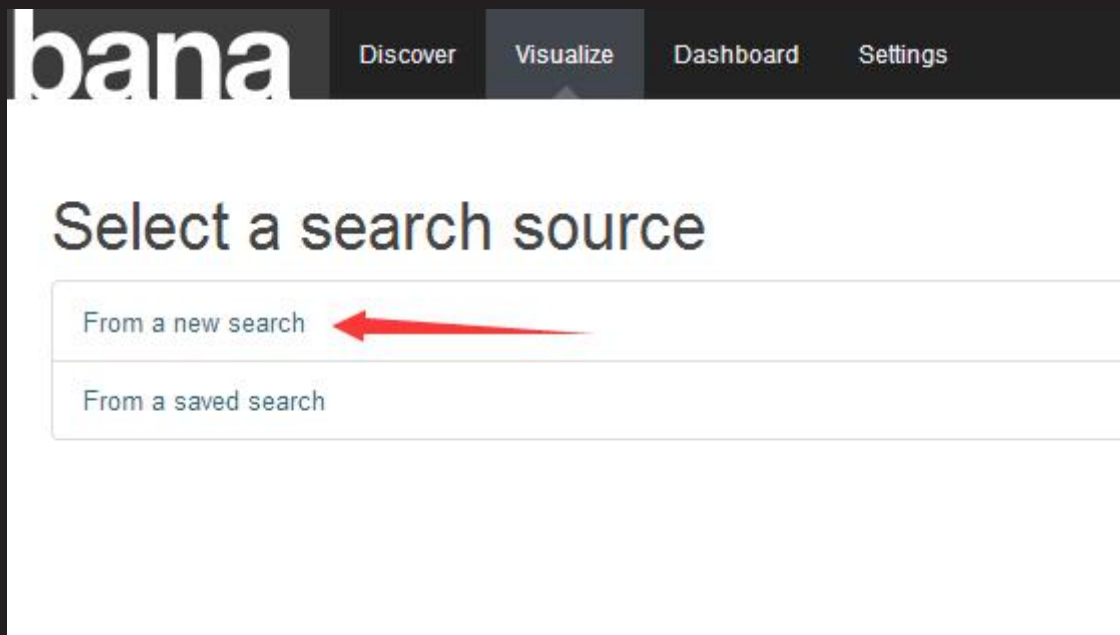 bana Discover Visualize Dashboard Settings
Select a search source
From a new search
From a saved search